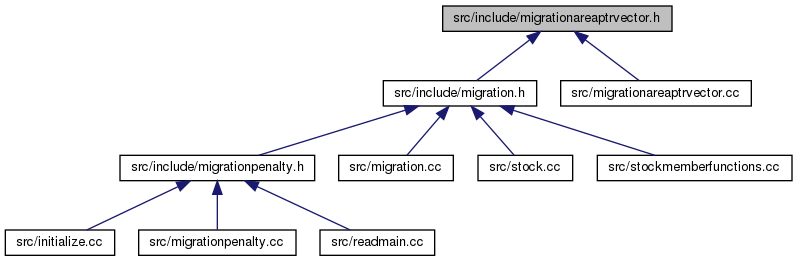 src/include/migrationareaptrvector.h
src/include/migration.h
src/migrationareaptrvector.cc
src/include/migrationpenalty.h
src/migration.cc
src/stock.cc
src/stockmemberfunctions.cc
src/initialize.cc
src/migrationpenalty.cc
src/readmain.cc